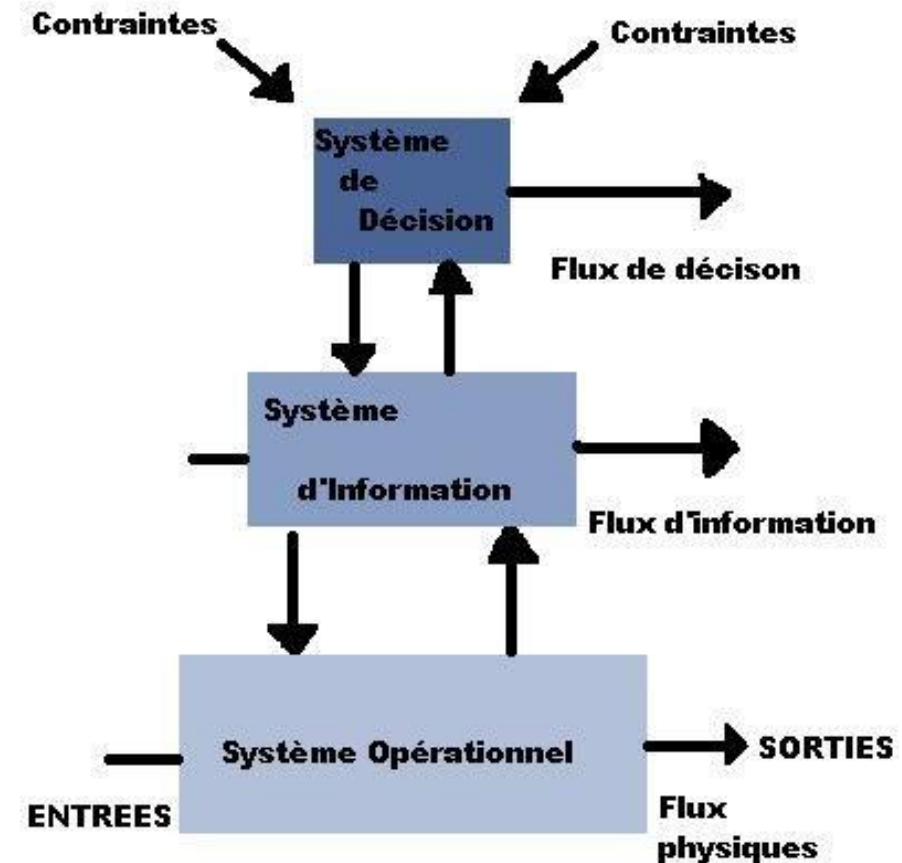 Contraintes
Contraintes
Système
de
Décision
Flux de décison
Système
d'Information
Flux d'information
Système Opérationnel
SORTIES
ENTREES
Flux
physiques